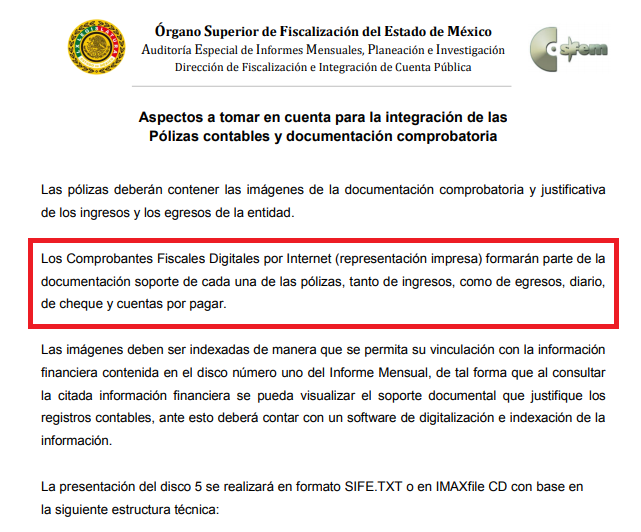 Órgano Superior de Fiscalización del Estado de México
Auditoría Especial de Informes Mensuales, Planeación e Investigación
Dirección de Fiscalización e Integración de Cuenta Pública
osfem
Aspectos a tomar en cuenta para la integración de las
Pólizas contables y documentación comprobatoria
Las pólizas deberán contener las imágenes de la documentación comprobatoria y justificativa
de los ingresos y los egresos de la entidad.
Los Comprobantes Fiscales Digitales por Internet (representación impresa) formarán parte de la
documentación soporte de cada una de las pólizas, tanto de ingresos, como de egresos, diario,
de cheque y cuentas por pagar.
Las imágenes deben ser indexadas de manera que se permita su vinculación con la información
financiera contenida en el disco número uno del Informe Mensual, de tal forma que al consultar
la citada información financiera se pueda visualizar el soporte documental que justifique los
registros contables, ante esto deberá contar con un software de digitalización e indexación de la
información.
La presentación del disco 5 se realizará en formato SIFE.TXT o en IMAXfile CD con base en
la siguiente estructura técnica: